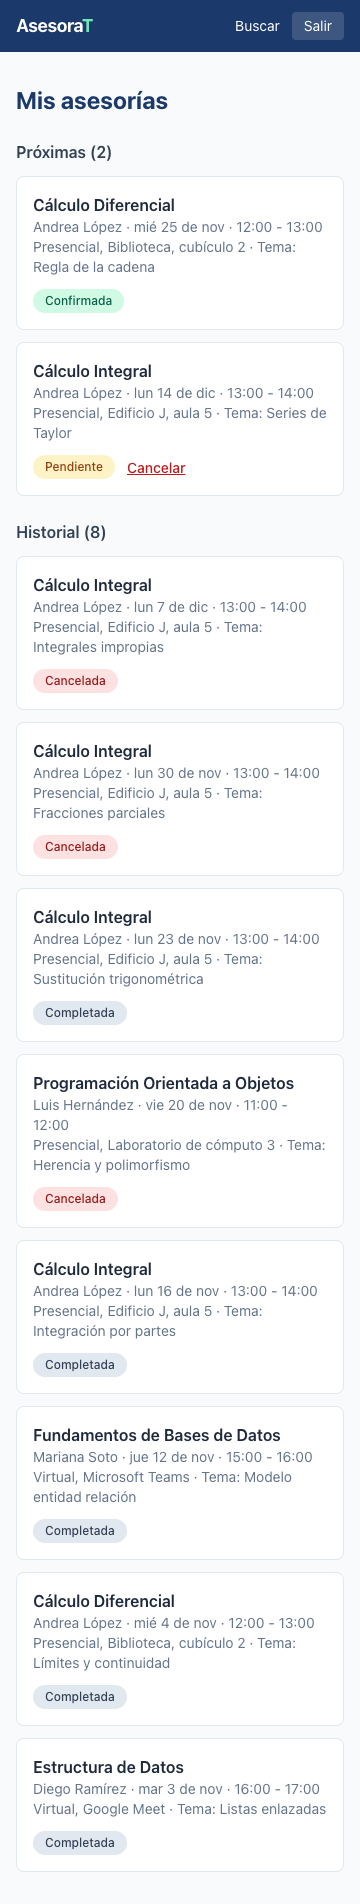 AsesoraT
Buscar
Salir
Mis asesorías
Próximas (2)
Cálculo Diferencial
Andrea López · mié 25 de nov · 12:00 - 13:00
Presencial, Biblioteca, cubículo 2 · Tema:
Regla de la cadena
Confirmada
Cálculo Integral
Andrea López · lun 14 de dic · 13:00 - 14:00
Presencial, Edificio J, aula 5 · Tema: Series de
Taylor
Pendiente
Cancelar
Historial (8)
Cálculo Integral
Andrea López · lun 7 de dic · 13:00 - 14:00
Presencial, Edificio J, aula 5 · Tema:
Integrales impropias
Cancelada
Cálculo Integral
Andrea López · lun 30 de nov · 13:00 - 14:00
Presencial, Edificio J, aula 5 · Tema:
Fracciones parciales
Cancelada
Cálculo Integral
Andrea López · lun 23 de nov · 13:00 - 14:00
Presencial, Edificio J, aula 5 · Tema:
Sustitución trigonométrica
Completada
Programación Orientada a Objetos
Luis Hernández · vie 20 de nov · 11:00 -
12:00
Presencial, Laboratorio de cómputo 3 · Tema:
Herencia y polimorfismo
Cancelada
Cálculo Integral
Andrea López · lun 16 de nov · 13:00 - 14:00
Presencial, Edificio J, aula 5 · Tema:
Integración por partes
Completada
Fundamentos de Bases de Datos
Mariana Soto · jue 12 de nov · 15:00 - 16:00
Virtual, Microsoft Teams · Tema: Modelo
entidad relación
Completada
Cálculo Diferencial
Andrea López · mié 4 de nov · 12:00 - 13:00
Presencial, Biblioteca, cubículo 2 · Tema:
Límites y continuidad
Completada
Estructura de Datos
Diego Ramírez · mar 3 de nov · 16:00 - 17:00
Virtual, Google Meet · Tema: Listas enlazadas
Completada